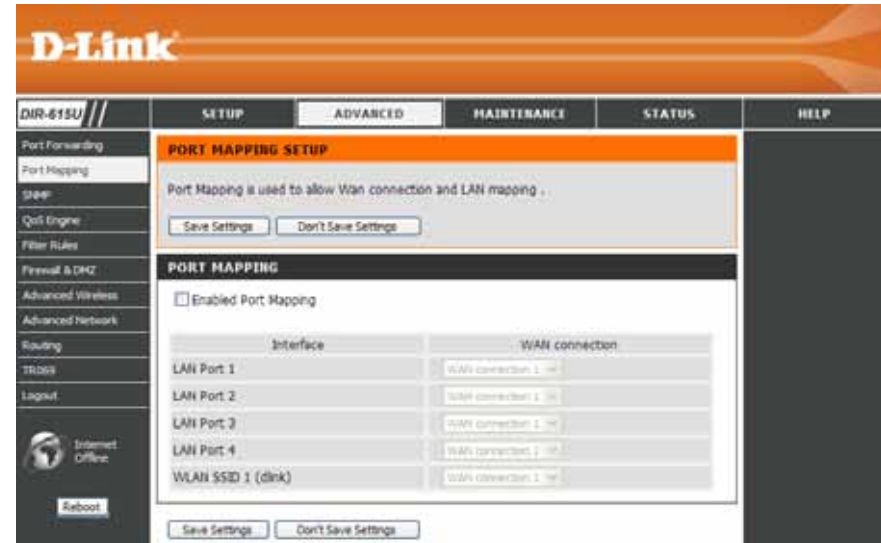 D-Link
DIR-615U
SETUP
ADVANCED
MAINTENANCE
STATUS
HELP
Port Forwarding
Port Mapping
SNMP
QoS Engine
Filter Rules
Firewall & DMZ
Advanced Wireless
Advanced Network
Routing
TR069
Logout
Internet
Offline
Reboot
PORT MAPPING SETUP
Port Mapping is used to allow Wan connection and LAN mapping .
Save Settings Don't Save Settings
PORT MAPPING
Enabled Port Mapping
Interface WAN connection
LAN Port 1 WAN connection 1
LAN Port 2 WAN connection 1
LAN Port 3 WAN connection 1
LAN Port 4 WAN connection 1
WLAN SSID 1 (dlink) WAN connection 1
Save Settings Don't Save Settings